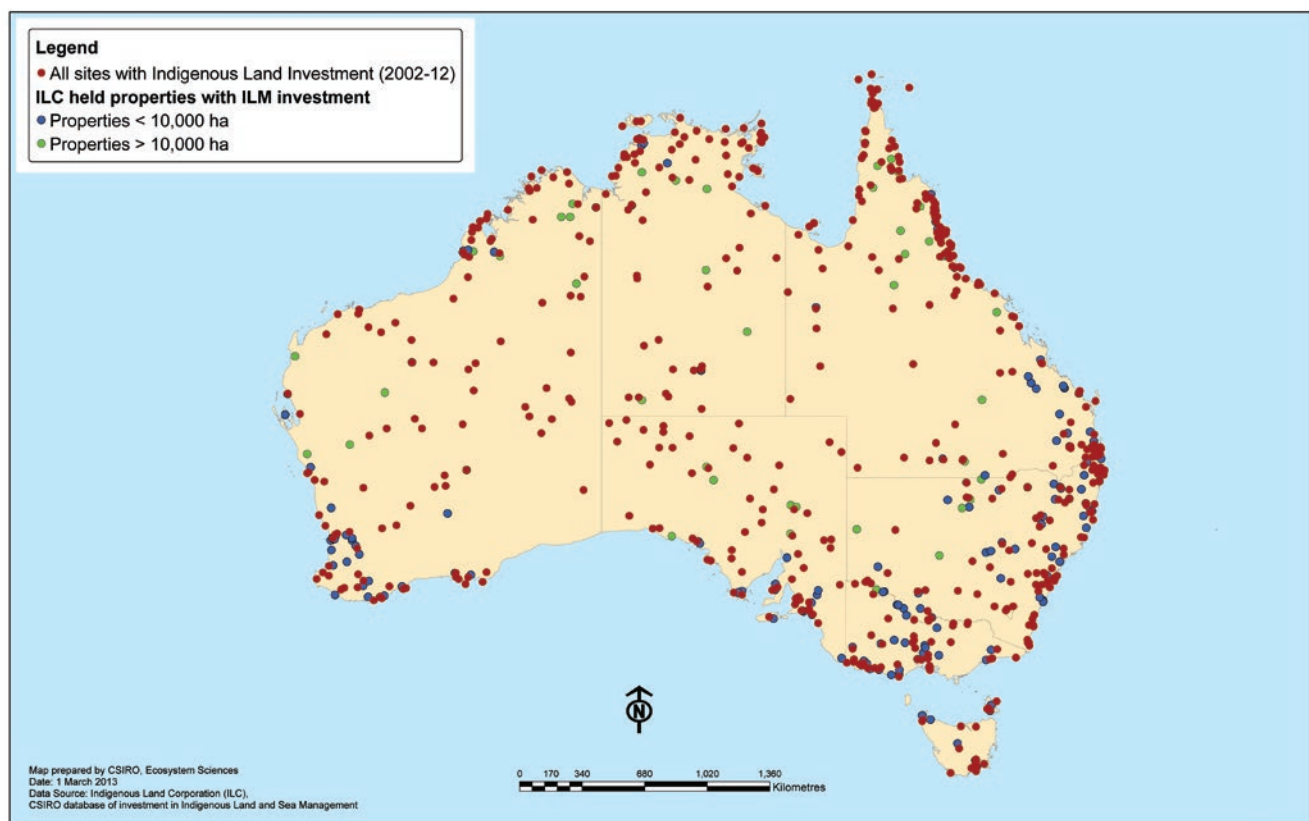 Legend
All sites with Indigenous Land Investment (2002-12)
ILC held properties with ILM investment
Properties < 10,000 ha
Properties > 10,000 ha
N
0 170 340 680 1,020 1,360
Kilometres
Map prepared by CSIRO, Ecosystem Sciences
Date: 1 March 2013
Data Source: Indigenous Land Corporation (ILC),
CSIRO database of investment in Indigenous Land and Sea Management